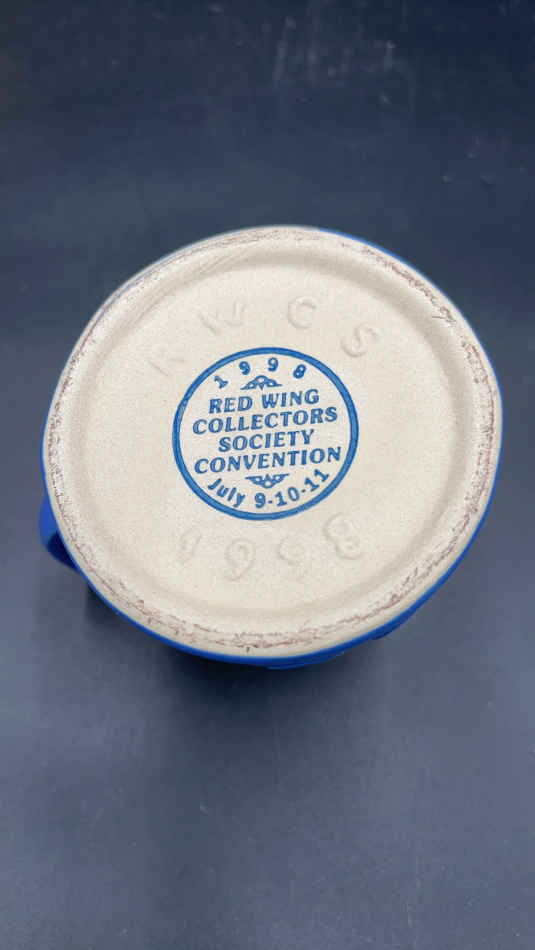 RWCS
1998
RED WING
COLLECTORS
SOCIETY
CONVENTION
July 9-10-11
1998